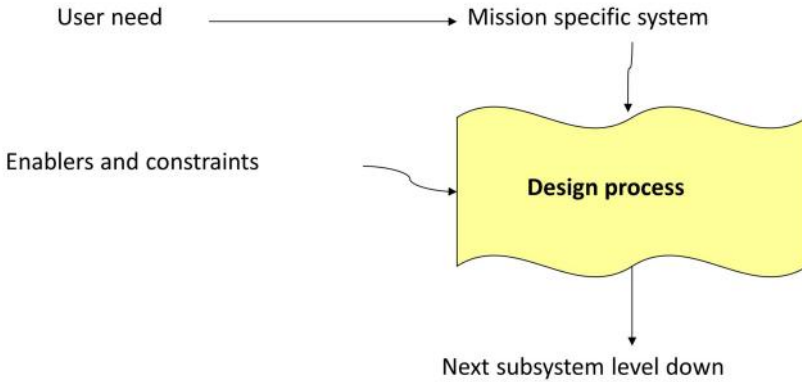 User need
Mission specific system
Enablers and constraints
Design process
Next subsystem level down